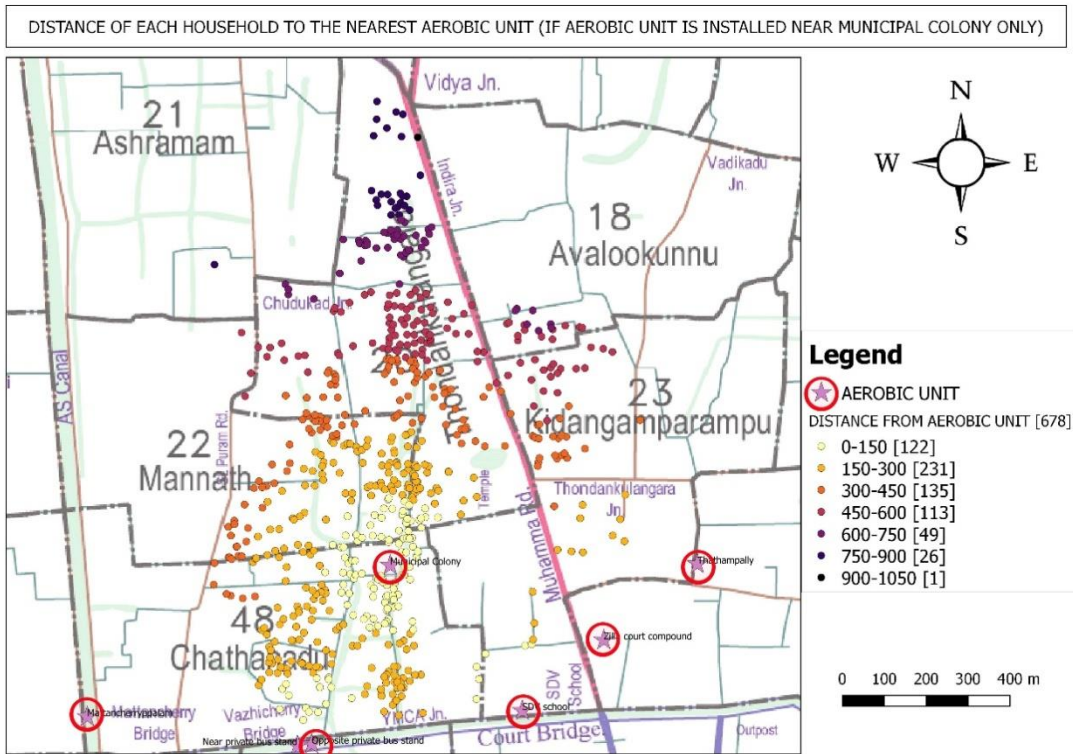 DISTANCE OF EACH HOUSEHOLD TO THE NEAREST AEROBIC UNIT (IF AEROBIC UNIT IS INSTALLED NEAR MUNICIPAL COLONY ONLY)
Vidya Jn.
21
Ashramam
Indira Jn.
Vadikadu
Jn.
18
Avalookunnu
Chudukad Jn.
AS Canal
23
Kidangamparampu
22
Mannath
Puram Rd.
Temple
Thondankulangara
Jn.
Muhamma Rd.
Municipal Colony
Thathampally
48
court compound
SDV
School
SDV school
Vazhicherry
Bridge
YMCA Jn.
Bridge
Near private bus stand
Opposite private bus stand
Court Bridge
Outpost
N
W
E
S
Legend
AEROBIC UNIT
DISTANCE FROM AEROBIC UNIT [678]
0-150 [122]
150-300 [231]
300-450 [135]
450-600 [113]
600-750 [49]
750-900 [26]
900-1050 [1]
0 100 200 300 400 m